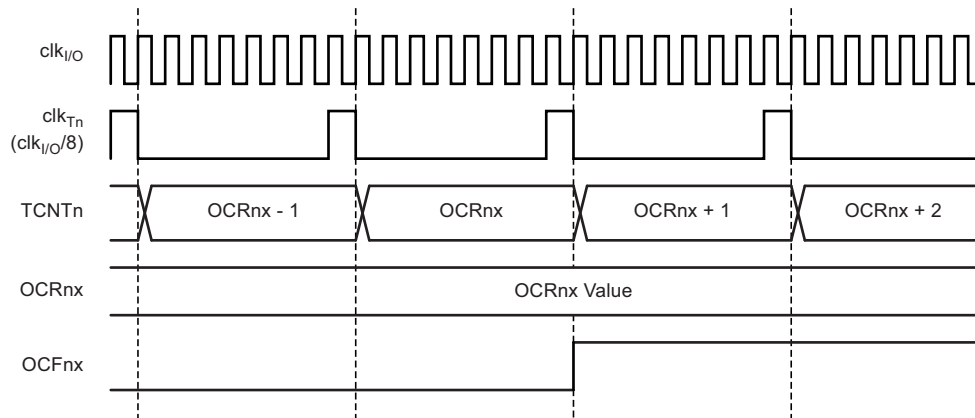 clkI/O
clkTn
(clkI/O/8)
TCNTn
OCRnx - 1
OCRnx
OCRnx + 1
OCRnx + 2
OCRnx
OCRnx Value
OCFnx